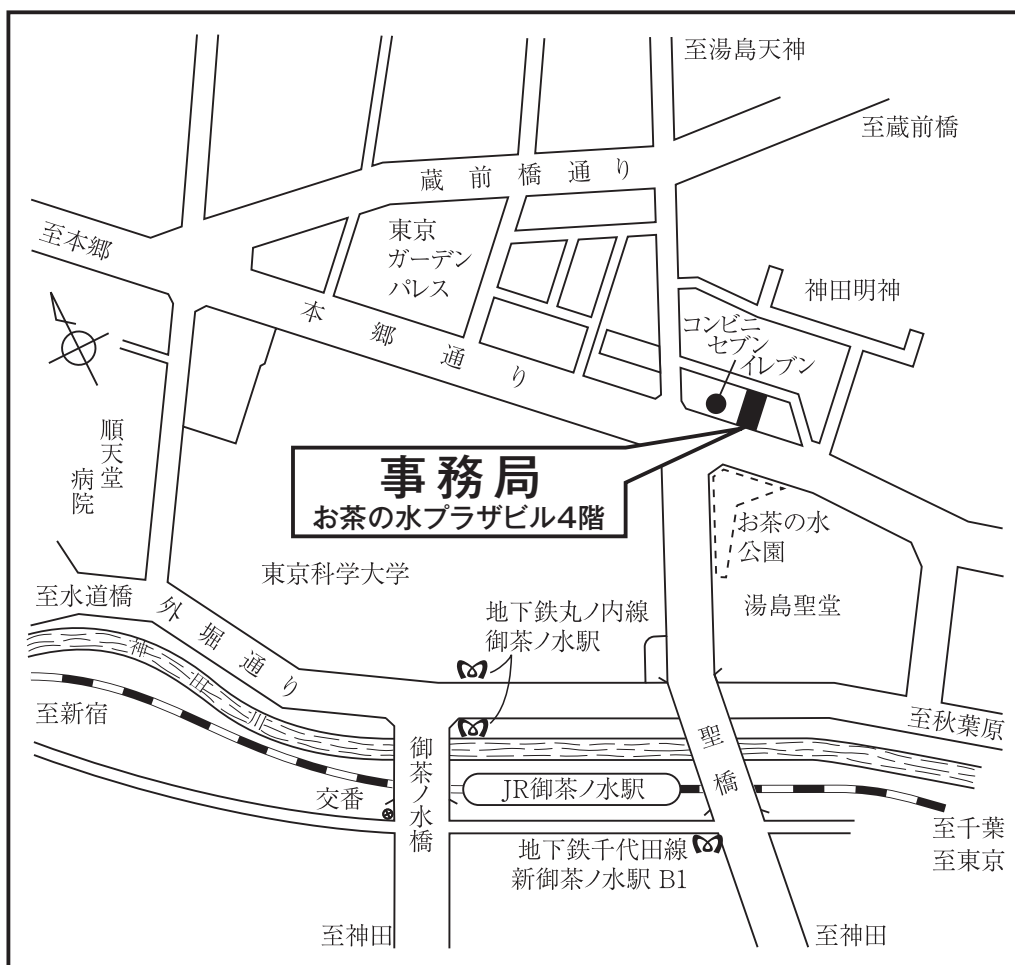 至湯島天神
至蔵前橋
蔵前橋通り
至本郷
東京
ガーデン
パレス
神田明神
本郷通り
コンビニ
セブン
イレブン
順天堂
病院
事務局
お茶の水プラザビル4階
お茶の水
公園
東京科学大学
湯島聖堂
至水道橋
外堀通り
地下鉄丸ノ内線
御茶ノ水駅
神田川
至新宿
至秋葉原
聖橋
御茶ノ水橋
JR御茶ノ水駅
交番
至千葉
至東京
地下鉄千代田線
新御茶ノ水駅 B1
至神田
至神田